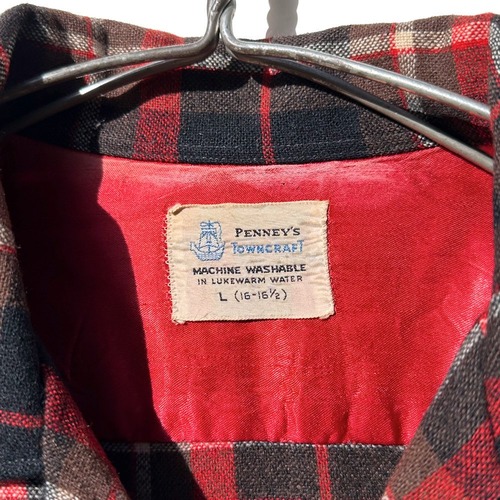 PENNEY'S
TOWNCRAFT
MACHINE WASHABLE
IN LUKEWARM WATER
L (16-16½)